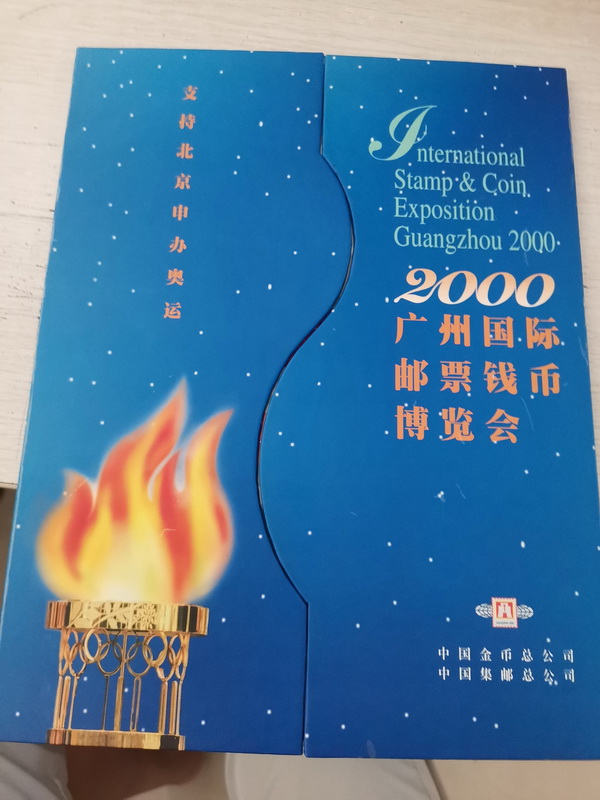 支持北京申办奥运
International
Stamp & Coin
Exposition
Guangzhou 2000
2000
广州国际
邮票钱币
博览会
中国金币总公司
中国集邮总公司